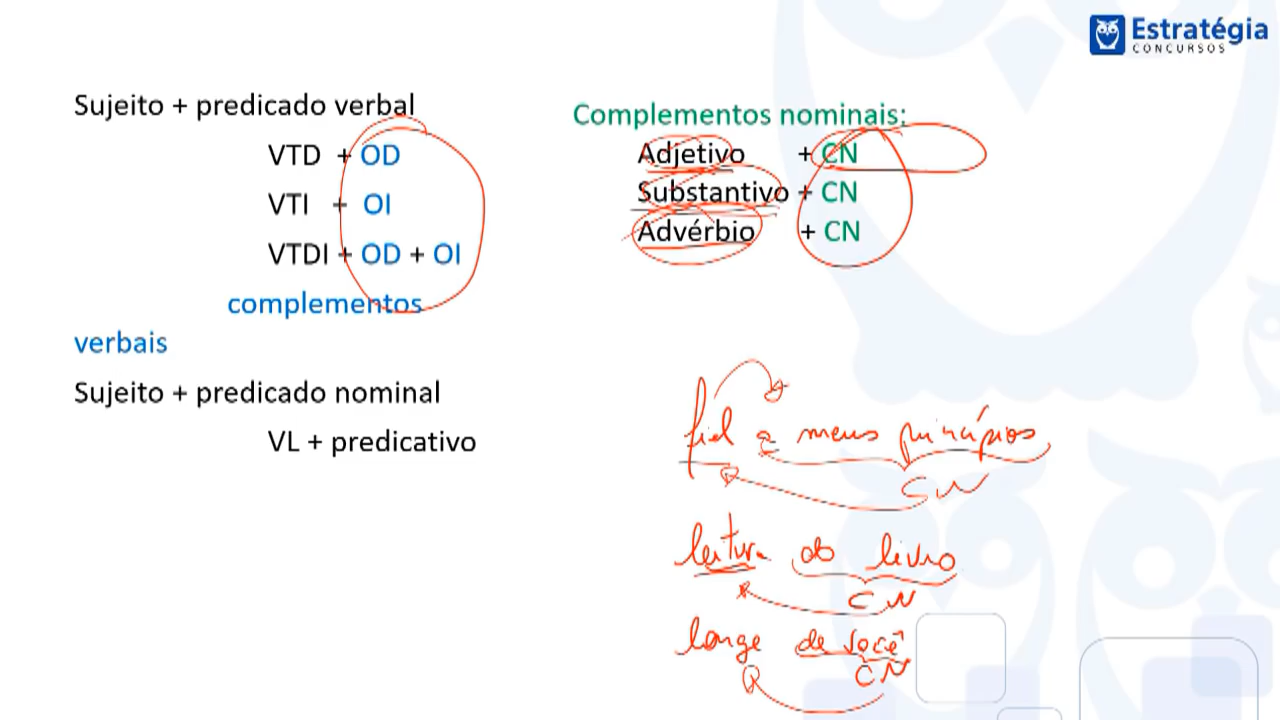 Estratégia
CONCURSOS
Sujeito + predicado verbal
VTD + OD
VTI + OI
VTDI + OD + OI
complementos
verbais
Sujeito + predicado nominal
VL + predicativo
Complementos nominais:
Adjetivo + CN
Substantivo + CN
Advérbio + CN
fiel a meus princípios
CN
leitura do livro
CN
longe de você
CN